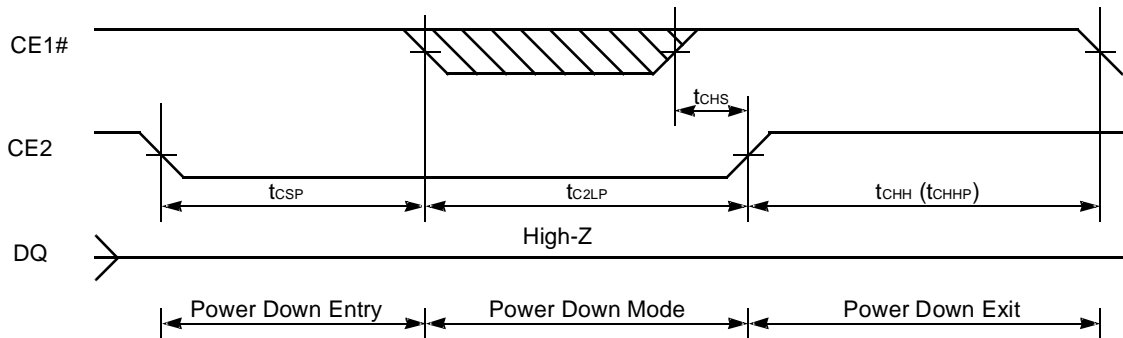 CE1#
tCHS
CE2
tCSP
tC2LP
tCHH (tCHHP)
High-Z
DQ
Power Down Entry
Power Down Mode
Power Down Exit